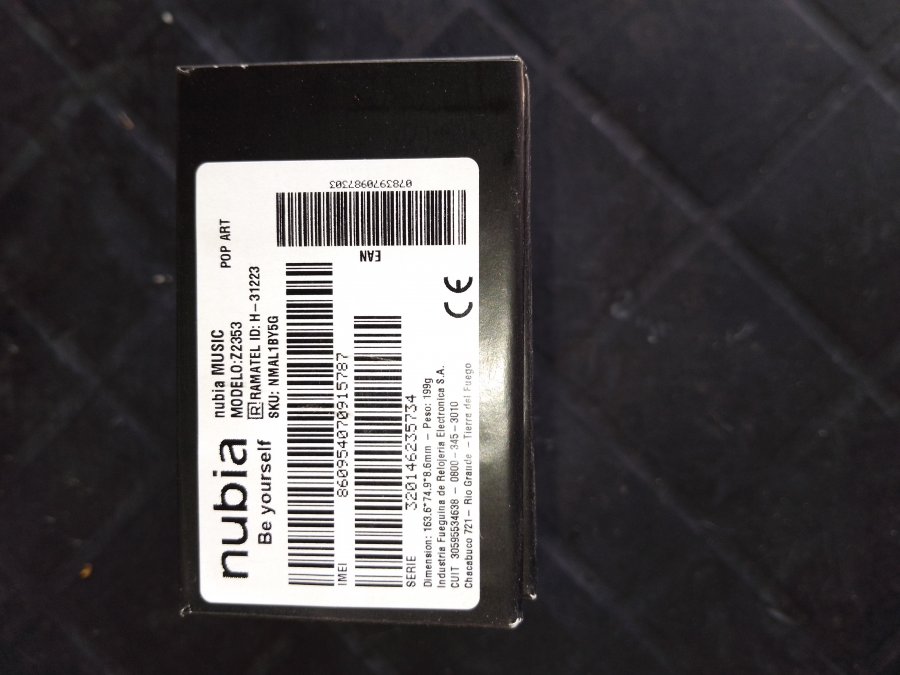 nubia
Be yourself
nubia MUSIC
POP ART
MODELO:Z2353
R RAMATEL ID: H-31223
SKU: NMAL1BY5G
0783970987303
EAN
IMEI
860954070915787
SERIE
320146235734
CE
Dimension: 163.6*74.9*8.6mm - Peso: 199g
Industria Fueguina de Relojeria Electronica S.A.
CUIT 30595534638 - 0800-345-3010
Chacabuco 721- Rio Grande - Tierra del Fuego